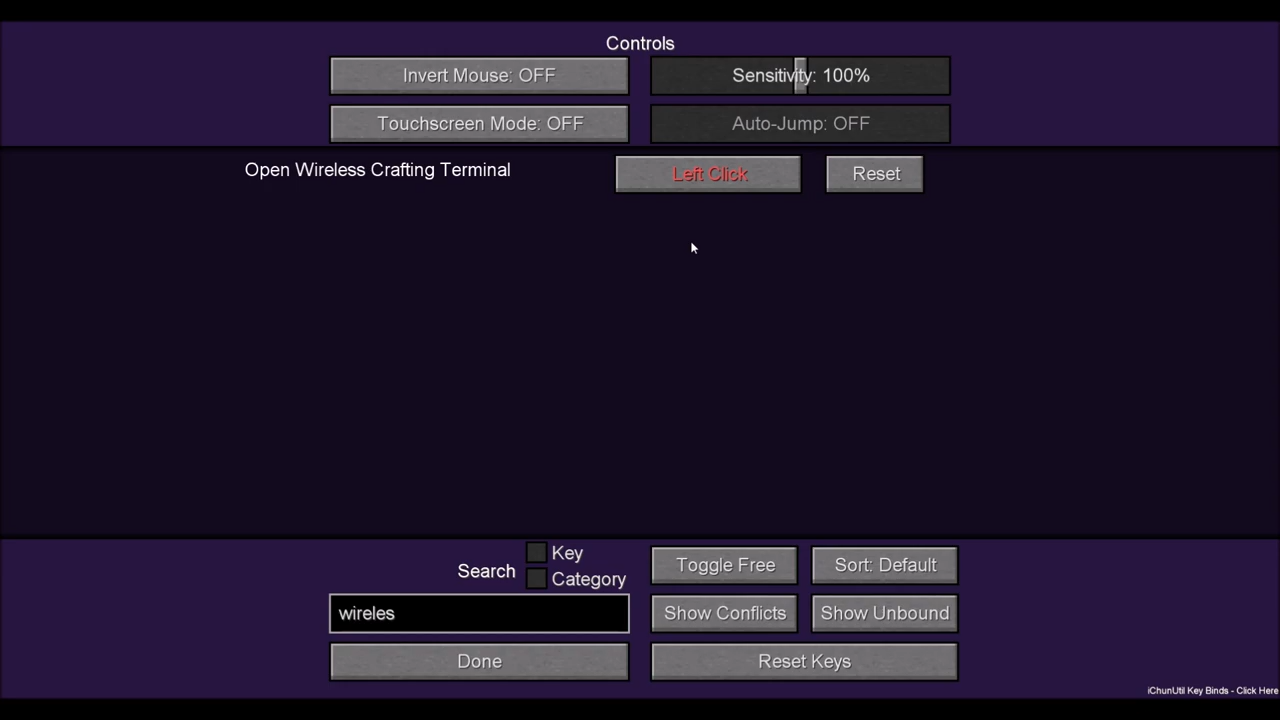 Controls
Invert Mouse: OFF
Sensitivity: 100%
Touchscreen Mode: OFF
Auto-Jump: OFF
Open Wireless Crafting Terminal
Left Click
Reset
Search
Key
Category
Toggle Free
Sort: Default
wireles
Show Conflicts
Show Unbound
Done
Reset Keys
iChunUtil Key Binds - Click Here